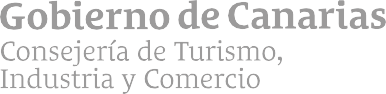 Gobierno de Canarias
Consejería de Turismo,
Industria y Comercio